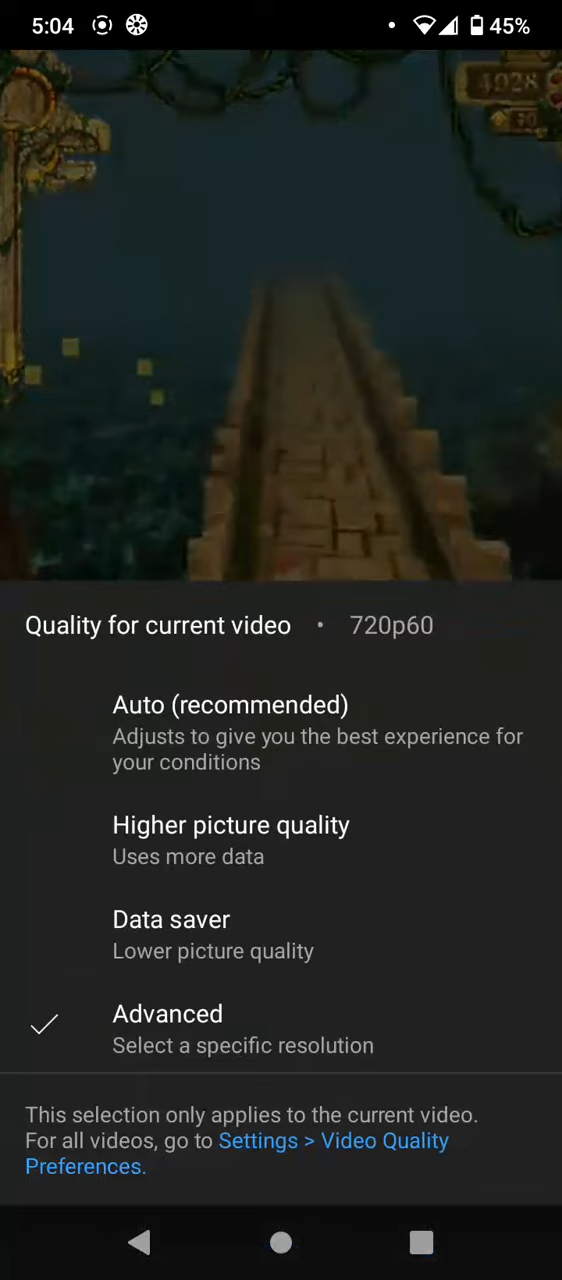 5:04 45%
4028
Quality for current video • 720p60
Auto (recommended)
Adjusts to give you the best experience for
your conditions
Higher picture quality
Uses more data
Data saver
Lower picture quality
Advanced
Select a specific resolution
This selection only applies to the current video.
For all videos, go to Settings > Video Quality
Preferences.